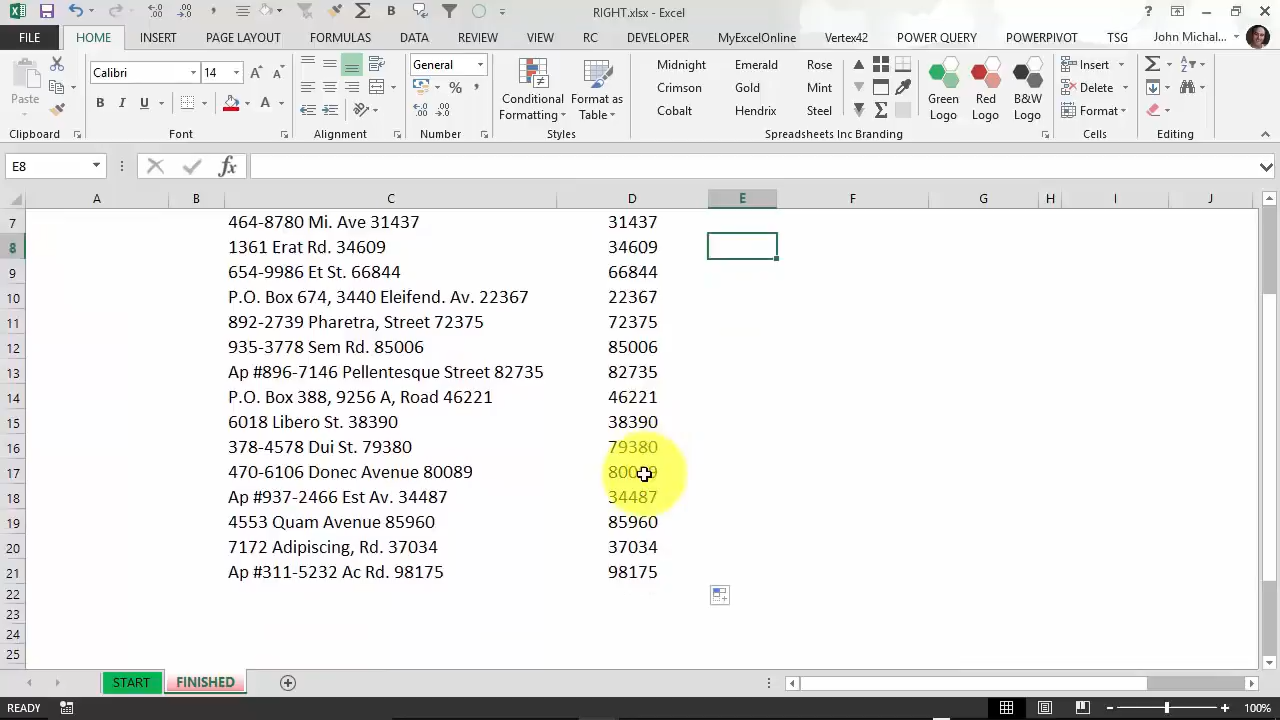 RIGHT.xlsx - Excel
FILE HOME INSERT PAGE LAYOUT FORMULAS DATA REVIEW VIEW RC DEVELOPER MyExcelOnline Vertex42 POWER QUERY POWERPIVOT TSG John Michal...
Paste
Calibri 14
B I U A
General
$ % ,
Conditional Formatting
Format as Table
Midnight Emerald Rose
Crimson Gold Mint
Cobalt Hendrix Steel
Green Logo
Red Logo
B&W Logo
Insert
Delete
Format
Clipboard Font Alignment Number Styles Spreadsheets Inc Branding Cells Editing
E8 fx
A B C D E F G H I J
7 464-8780 Mi. Ave 31437 31437
8 1361 Erat Rd. 34609 34609
9 654-9986 Et St. 66844 66844
10 P.O. Box 674, 3440 Eleifend. Av. 22367 22367
11 892-2739 Pharetra, Street 72375 72375
12 935-3778 Sem Rd. 85006 85006
13 Ap #896-7146 Pellentesque Street 82735 82735
14 P.O. Box 388, 9256 A, Road 46221 46221
15 6018 Libero St. 38390 38390
16 378-4578 Dui St. 79380 79380
17 470-6106 Donec Avenue 80089 80089
18 Ap #937-2466 Est Av. 34487 34487
19 4553 Quam Avenue 85960 85960
20 7172 Adipiscing, Rd. 37034 37034
21 Ap #311-5232 Ac Rd. 98175 98175
22
23
24
25
START FINISHED
READY 100%